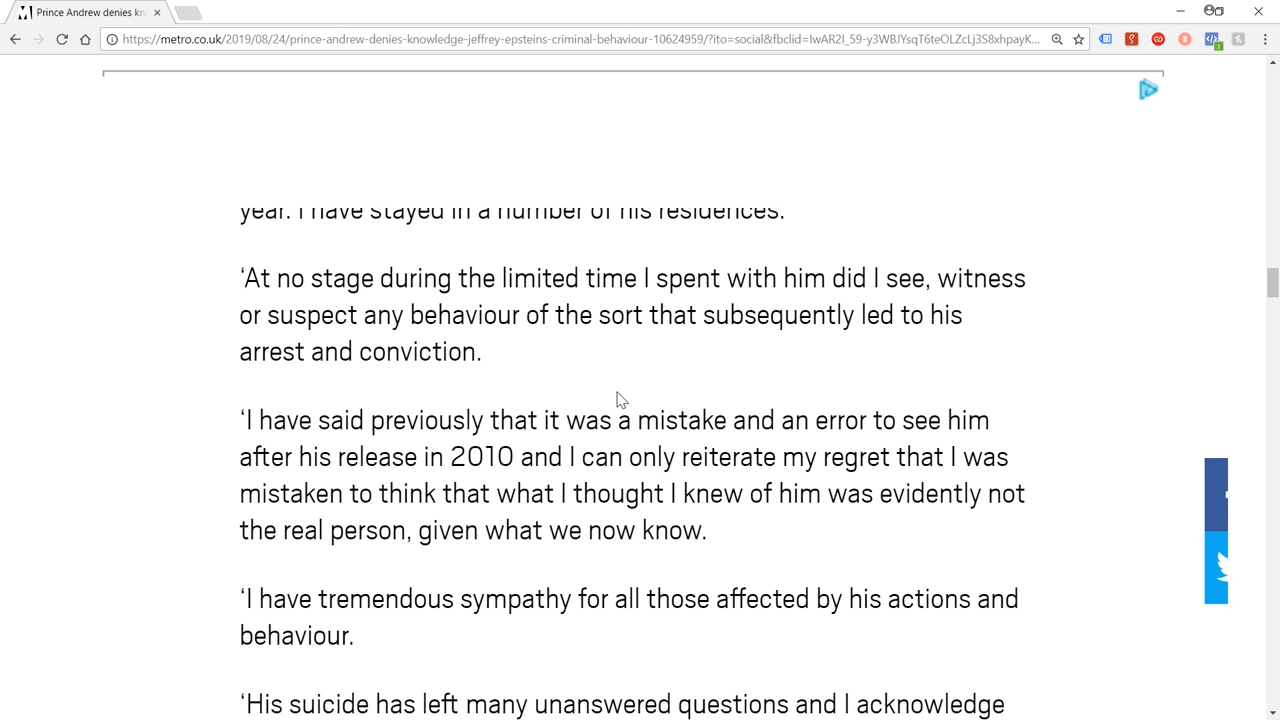 Prince Andrew denies kn
https://metro.co.uk/2019/08/24/prince-andrew-denies-knowledge-jeffrey-epsteins-criminal-behaviour-10624959/?ito=social&fbclid=IwAR2I_59-y3WBJYsqT6teOLZcLj3S8xhpayK...
year. I have stayed in a number of his residences.
‘At no stage during the limited time I spent with him did I see, witness
or suspect any behaviour of the sort that subsequently led to his
arrest and conviction.
‘I have said previously that it was a mistake and an error to see him
after his release in 2010 and I can only reiterate my regret that I was
mistaken to think that what I thought I knew of him was evidently not
the real person, given what we now know.
‘I have tremendous sympathy for all those affected by his actions and
behaviour.
‘His suicide has left many unanswered questions and I acknowledge